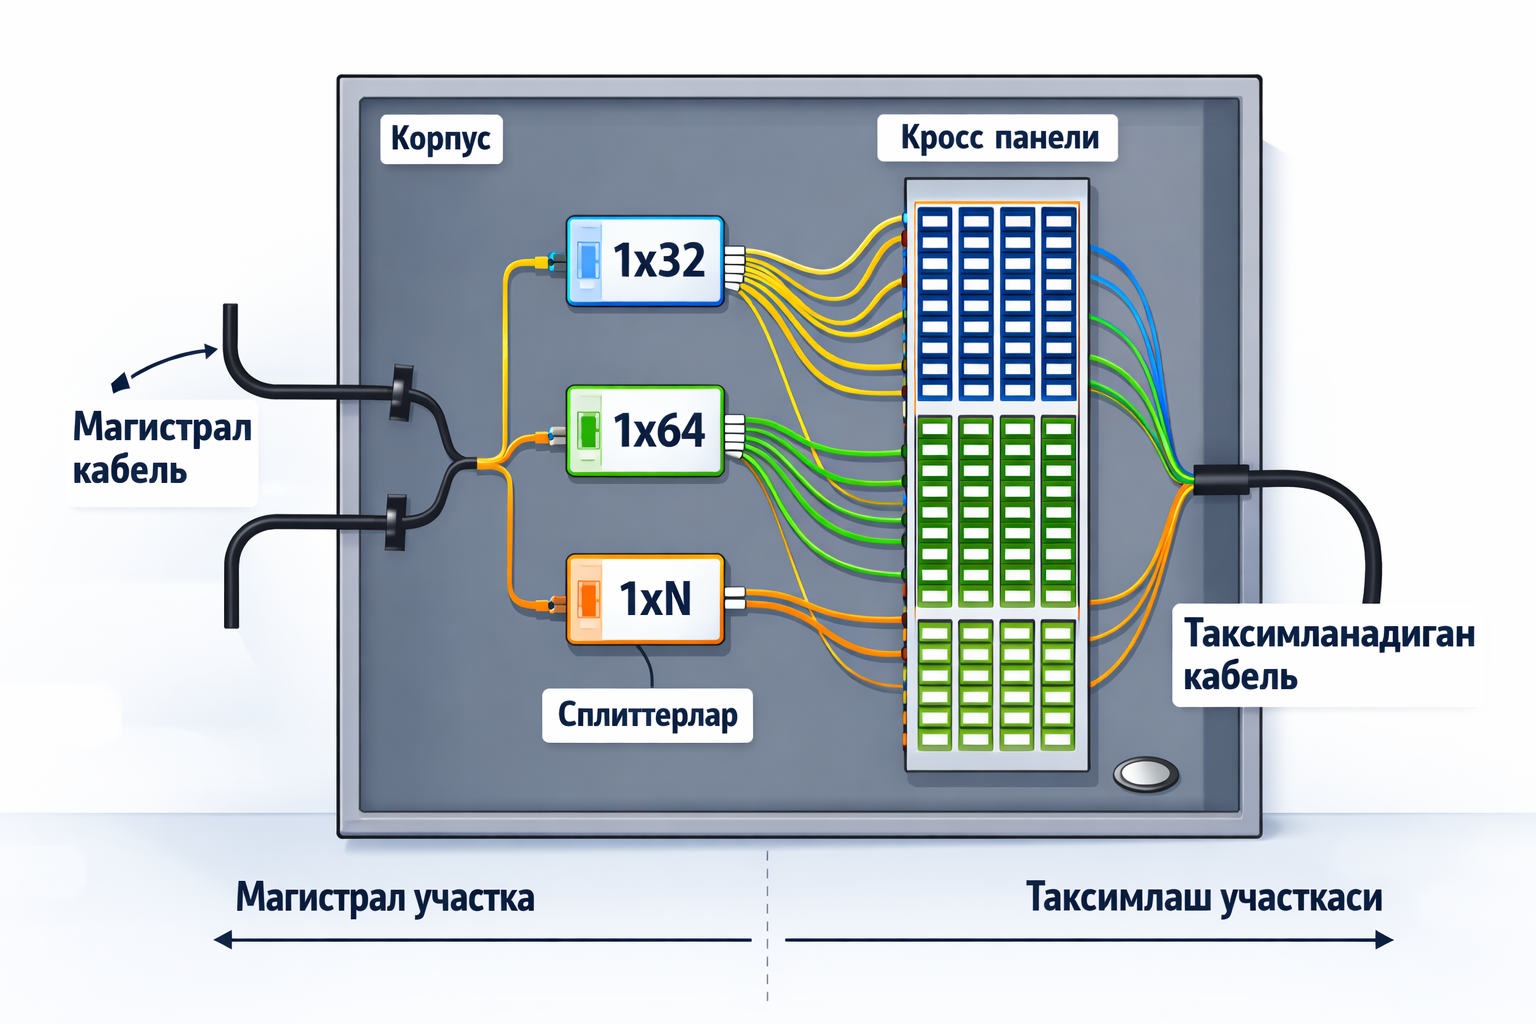 Корпус
Кросс панели
1x32
1x64
1xN
Магистрал
кабель
Сплиттерлар
Таксимланадиган
кабель
Магистрал участка
Таксимлаш участкаси